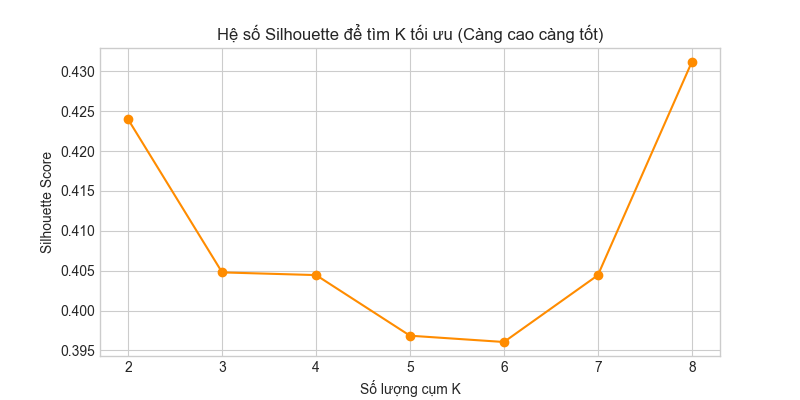 Hệ số Silhouette để tìm K tối ưu (Càng cao càng tốt)
Silhouette Score
0.430
0.425
0.420
0.415
0.410
0.405
0.400
0.395
2 3 4 5 6 7 8
Số lượng cụm K